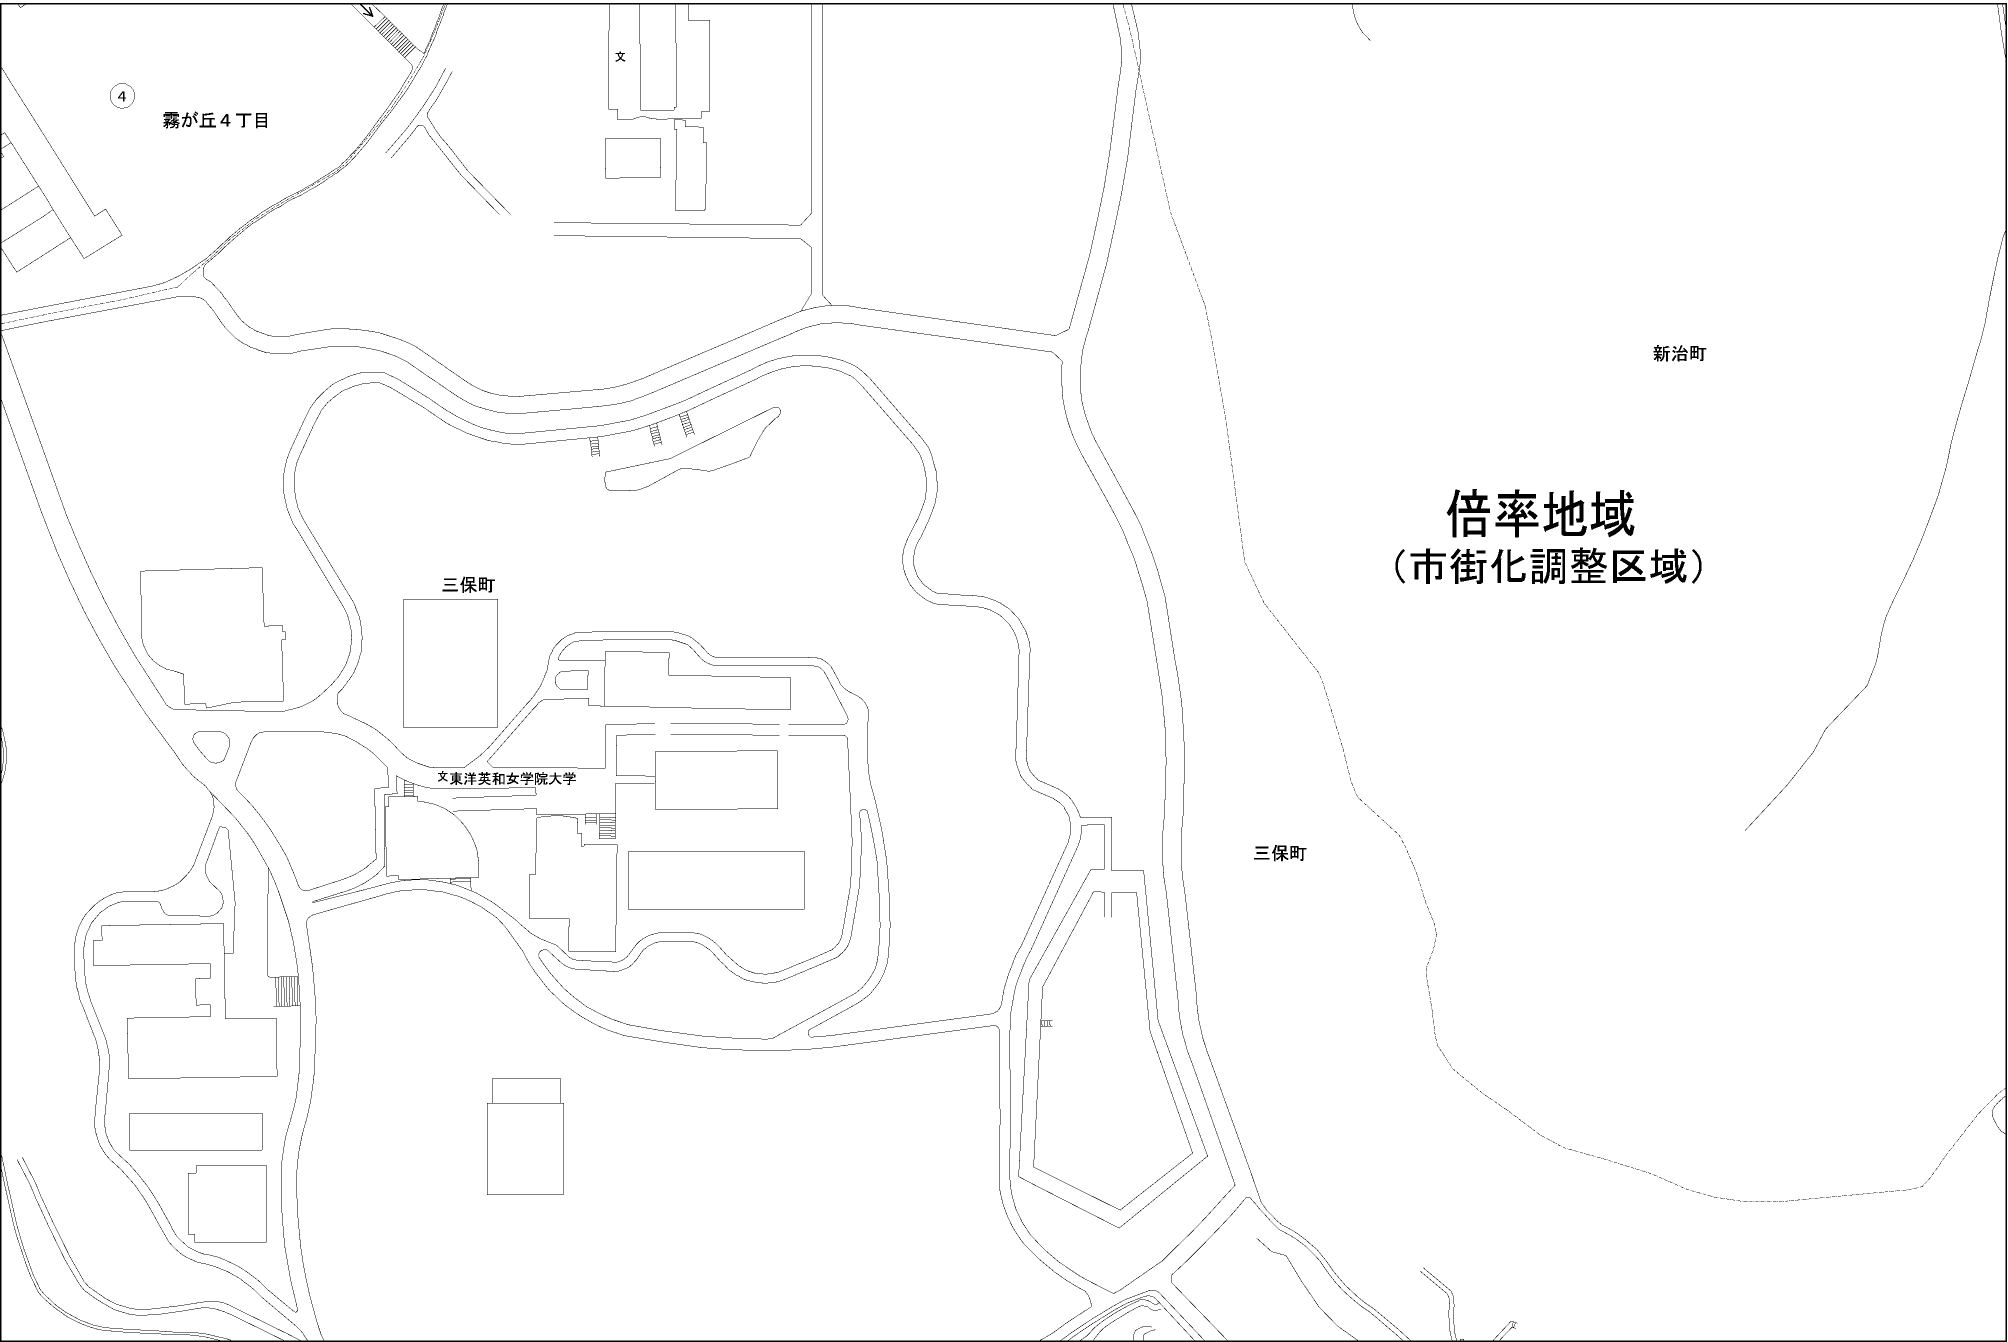 文
④
霧が丘4丁目
新治町
倍率地域
(市街化調整区域)
三保町
文東洋英和女学院大学
三保町